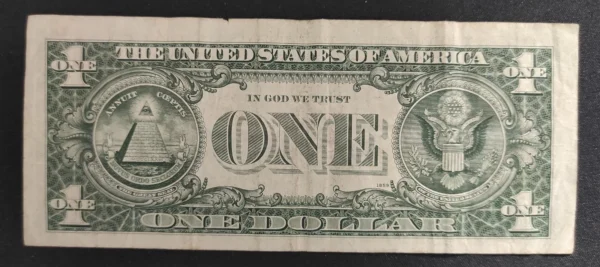 THE UNITED STATES OF AMERICA
1 ONE
1 ONE
ANNUIT CŒPTIS
IN GOD WE TRUST
ONE
1 ONE
1 ONE
ONE DOLLAR